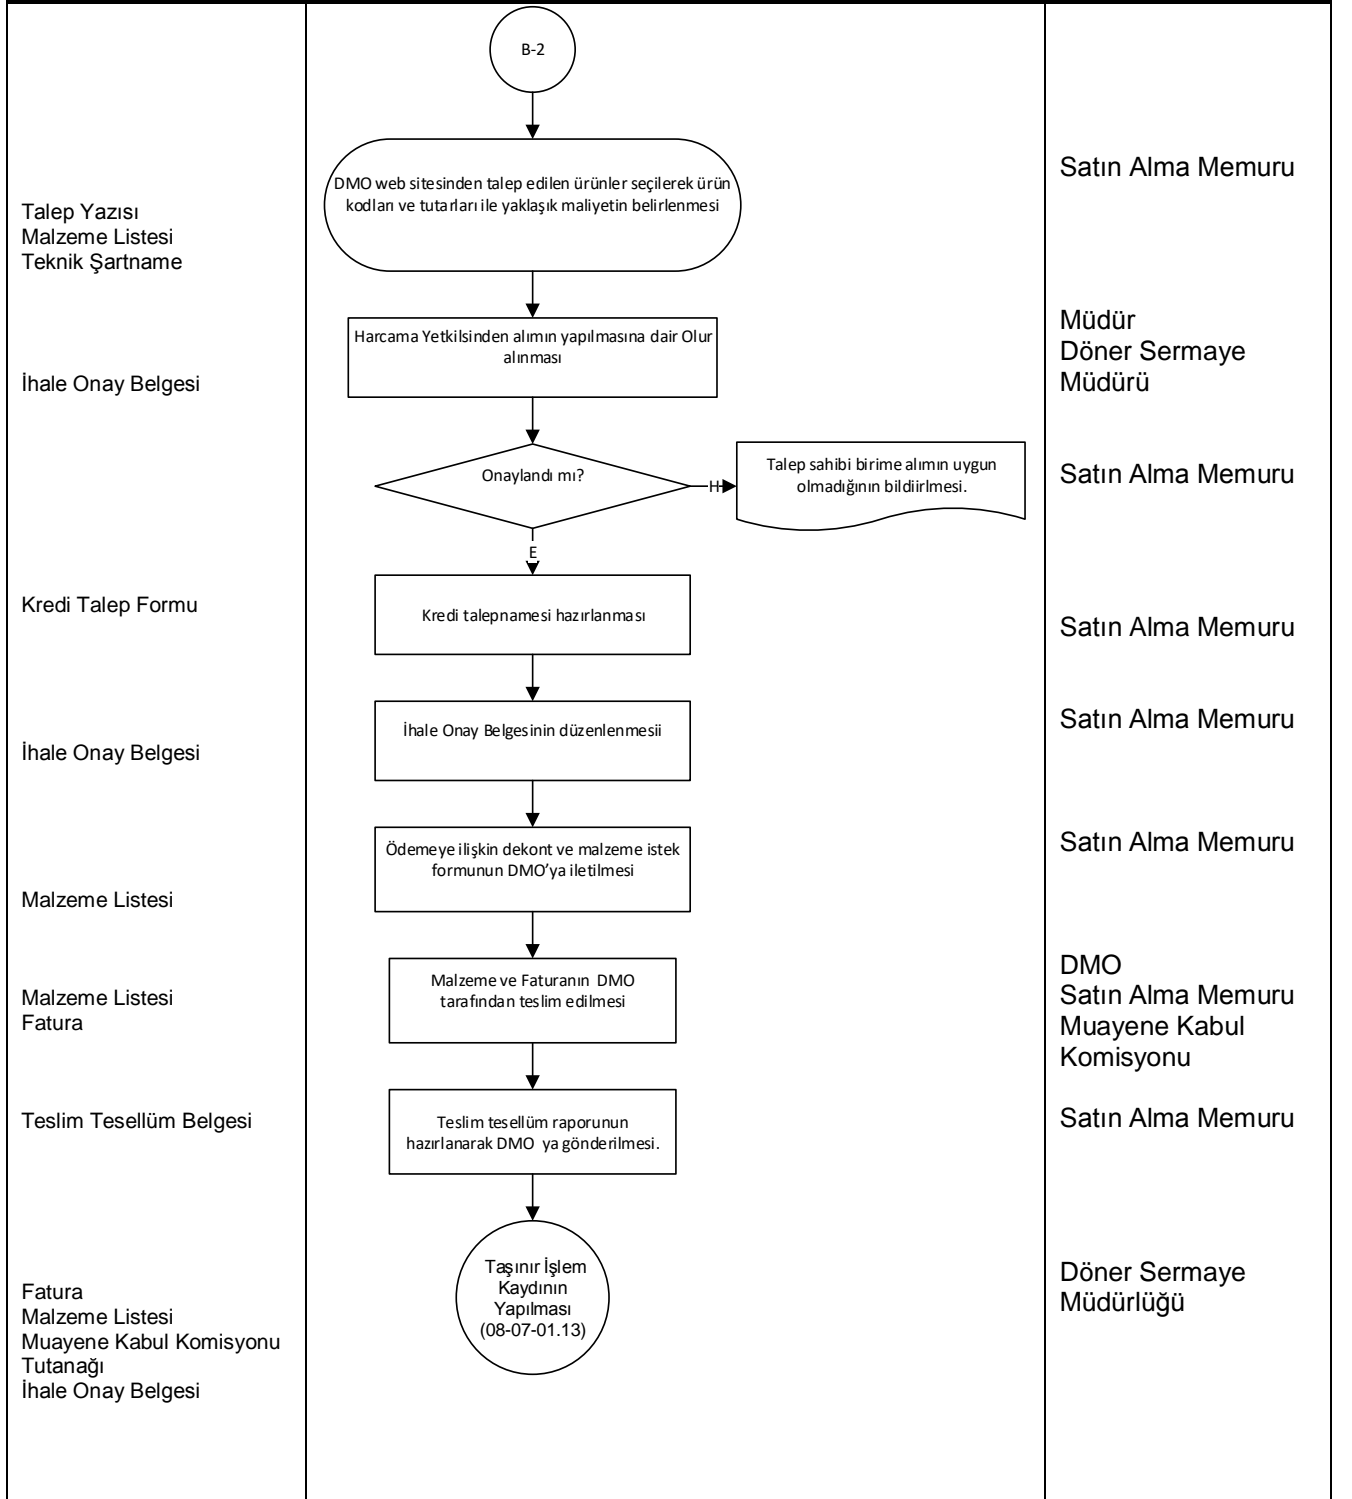 B-2
DMO web sitesinden talep edilen ürünler seçilerek ürün
kodları ve tutarları ile yaklaşık maliyetin belirlenmesi
Satın Alma Memuru
Talep Yazısı
Malzeme Listesi
Teknik Şartname
Harcama Yetkilsinden alımın yapılmasına dair Olur
alınması
Müdür
Döner Sermaye
Müdürü
İhale Onay Belgesi
Onaylandı mı?
H
Talep sahibi birime alımın uygun
olmadığının bildiirlmesi.
Satın Alma Memuru
E
Kredi Talep Formu
Kredi talepnamesi hazırlanması
Satın Alma Memuru
İhale Onay Belgesinin düzenlenmesii
Satın Alma Memuru
İhale Onay Belgesi
Ödemeye ilişkin dekont ve malzeme istek
formunun DMO’ya iletilmesi
Satın Alma Memuru
Malzeme Listesi
Malzeme ve Faturanın DMO
tarafından teslim edilmesi
DMO
Satın Alma Memuru
Muayene Kabul
Komisyonu
Malzeme Listesi
Fatura
Teslim Tesellüm Belgesi
Teslim tesellüm raporunun
hazırlanarak DMO ya gönderilmesi.
Satın Alma Memuru
Taşınır İşlem
Kaydının
Yapılması
(08-07-01.13)
Döner Sermaye
Müdürlüğü
Fatura
Malzeme Listesi
Muayene Kabul Komisyonu
Tutanağı
İhale Onay Belgesi